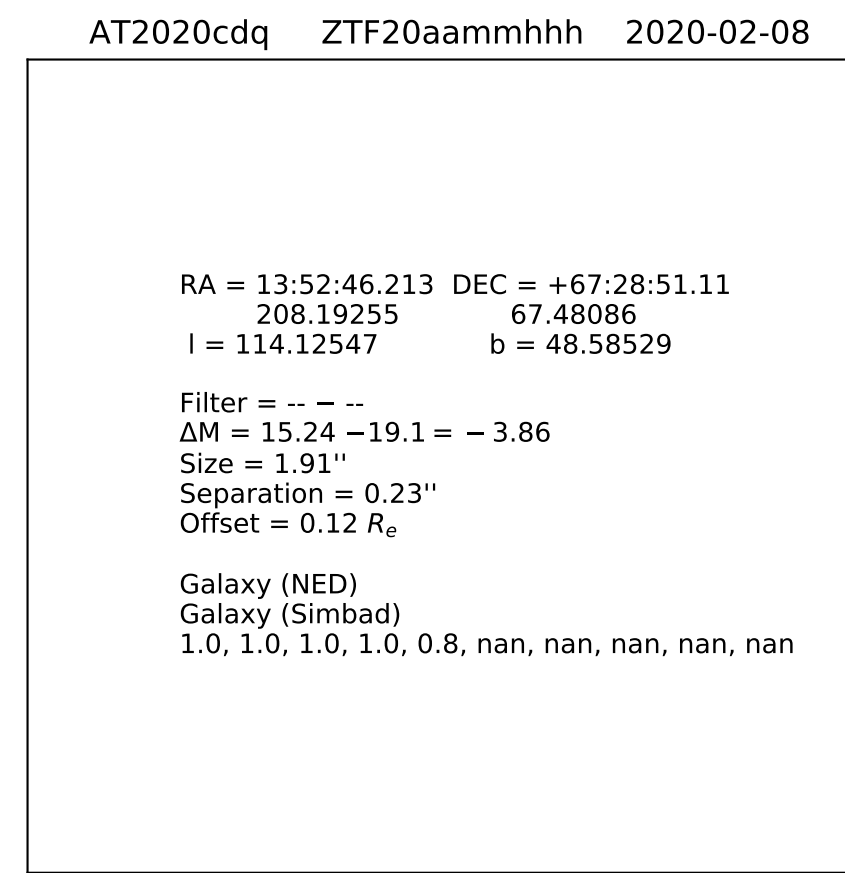 AT2020cdq ZTF20aammhhh 2020-02-08
RA = 13:52:46.213 DEC = +67:28:51.11
208.19255 67.48086
l = 114.12547 b = 48.58529
Filter = -- − --
ΔM = 15.24 −19.1 = − 3.86
Size = 1.91''
Separation = 0.23''
Offset = 0.12 Rₑ
Galaxy (NED)
Galaxy (Simbad)
1.0, 1.0, 1.0, 1.0, 0.8, nan, nan, nan, nan, nan